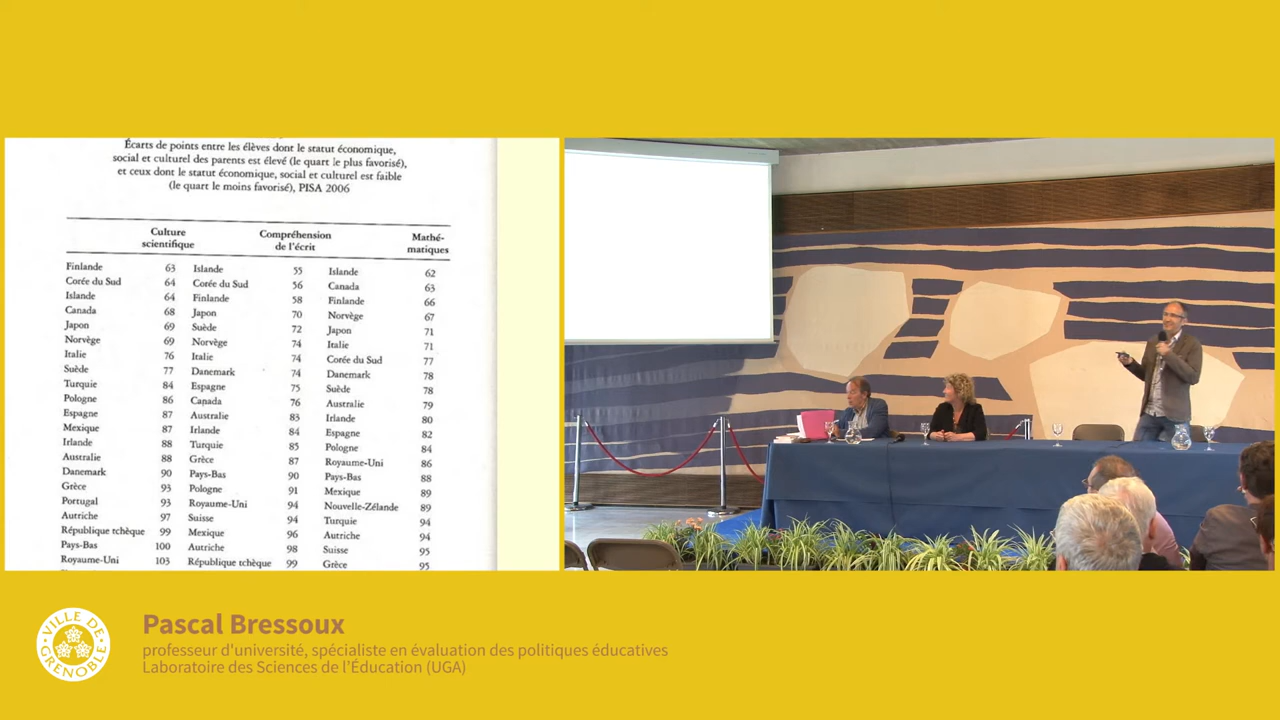 Écarts de points entre les élèves dont le statut économique,
social et culturel des parents est élevé (le quart le plus favorisé),
et ceux dont le statut économique, social et culturel est faible
(le quart le moins favorisé), PISA 2006
Culture scientifique Compréhension de l'écrit Mathé-matiques
Finlande 63 Islande 55 Islande 62
Corée du Sud 64 Corée du Sud 56 Canada 63
Islande 64 Finlande 58 Finlande 66
Canada 68 Japon 70 Norvège 67
Japon 69 Suède 72 Japon 71
Norvège 69 Norvège 74 Italie 71
Italie 76 Italie 74 Corée du Sud 77
Suède 77 Danemark 74 Danemark 78
Turquie 84 Espagne 75 Suède 78
Pologne 86 Canada 76 Australie 79
Espagne 87 Australie 83 Irlande 80
Mexique 87 Irlande 84 Espagne 82
Irlande 88 Turquie 85 Pologne 84
Australie 88 Grèce 87 Royaume-Uni 86
Danemark 90 Pays-Bas 90 Pays-Bas 88
Grèce 93 Pologne 91 Mexique 89
Portugal 93 Royaume-Uni 94 Nouvelle-Zélande 89
Autriche 97 Suisse 94 Turquie 94
République tchèque 99 Mexique 96 Autriche 94
Pays-Bas 100 Autriche 98 Suisse 95
Royaume-Uni 103 République tchèque 99 Grèce 95
VILLE DE GRENOBLE
Pascal Bressoux
professeur d'université, spécialiste en évaluation des politiques éducatives
Laboratoire des Sciences de l'Éducation (UGA)